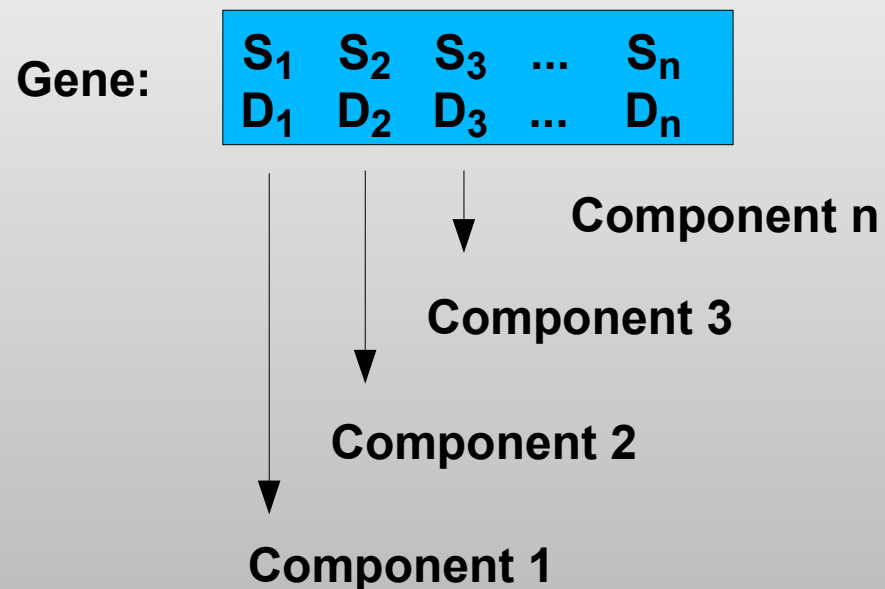 Gene:
S₁ S₂ S₃ ... Sₙ
D₁ D₂ D₃ ... Dₙ
Component n
Component 3
Component 2
Component 1